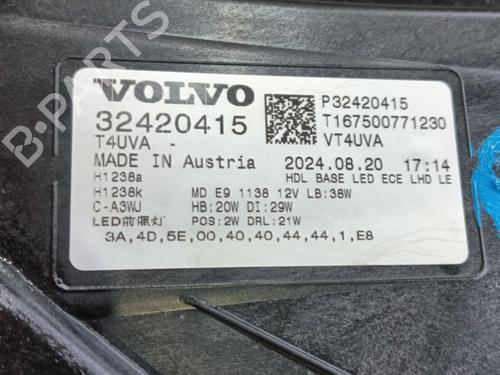 VOLVO
32420415
T4UVA -
MADE IN Austria
P32420415
T167500771230
VT4UVA
2024.08.20 17:14
HDL BASE LED ECE LHD LE
H1238a
H1238k
MD E9 1138 12V LB:38W
C-A3WJ
HB:20W DI:29W
LED前照灯
POS:2W DRL:21W
3A,4D,5E,00,40,40,44,44,1,E8
B-PARTS